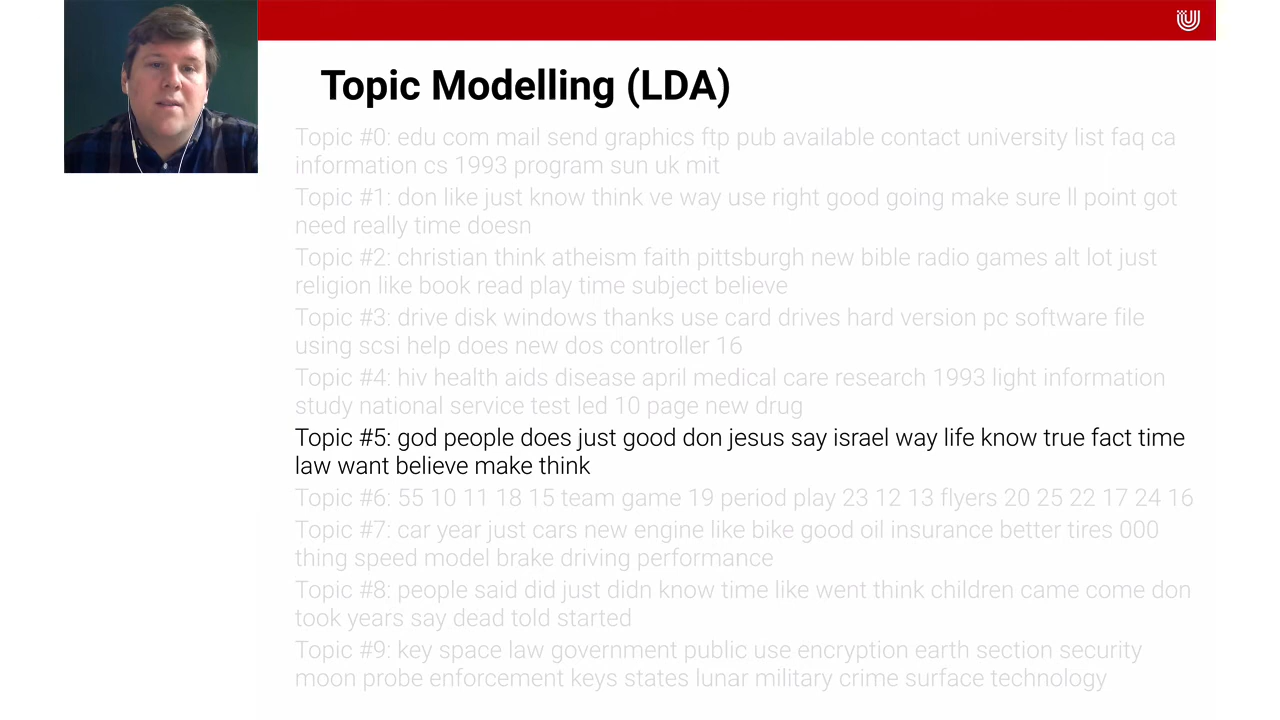 Topic Modelling (LDA)
Topic #0: edu com mail send graphics ftp pub available contact university list faq ca
information cs 1993 program sun uk mit
Topic #1: don like just know think ve way use right good going make sure ll point got
need really time doesn
Topic #2: christian think atheism faith pittsburgh new bible radio games alt lot just
religion like book read play time subject believe
Topic #3: drive disk windows thanks use card drives hard version pc software file
using scsi help does new dos controller 16
Topic #4: hiv health aids disease april medical care research 1993 light information
study national service test led 10 page new drug
Topic #5: god people does just good don jesus say israel way life know true fact time
law want believe make think
Topic #6: 55 10 11 18 15 team game 19 period play 23 12 13 flyers 20 25 22 17 24 16
Topic #7: car year just cars new engine like bike good oil insurance better tires 000
thing speed model brake driving performance
Topic #8: people said did just didn know time like went think children came come don
took years say dead told started
Topic #9: key space law government public use encryption earth section security
moon probe enforcement keys states lunar military crime surface technology